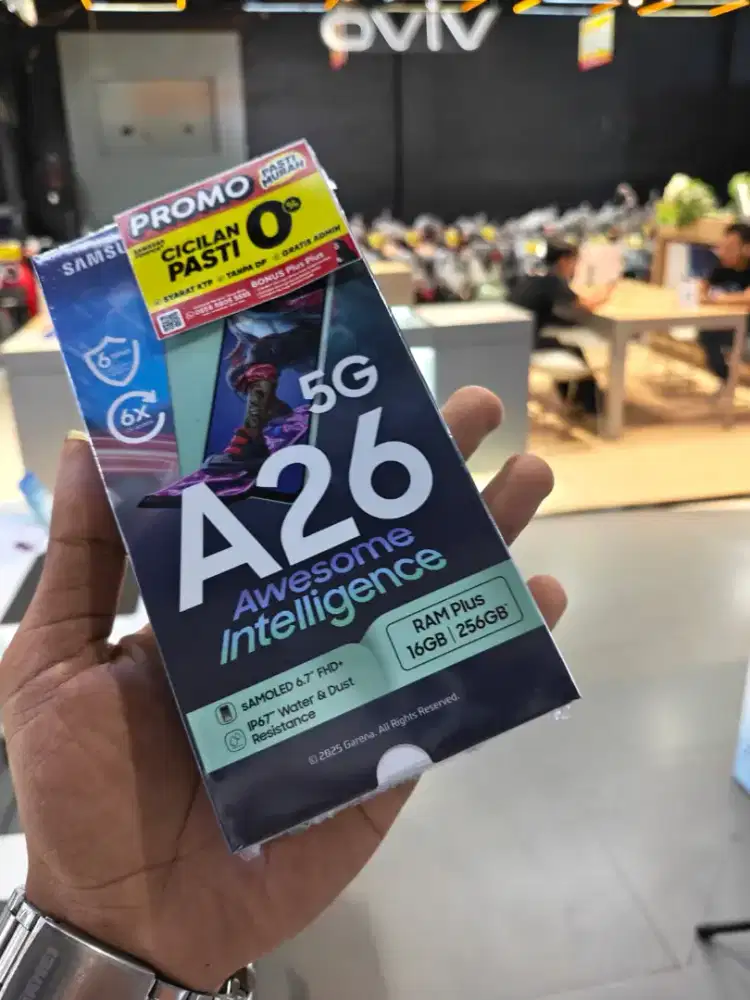 oviv
PROMO
PASTI
MURAH
CICILAN
PASTI 0%
SYARAT KTP TANPA DP GRATIS ADMIN
BONUS Plus Plus
SAMSU
6
6x
5G
A26
Awesome
Intelligence
RAM Plus
16GB | 256GB*
sAMOLED 6.7" FHD+
IP67** Water & Dust
Resistance
© 2025 Garena. All Rights Reserved.